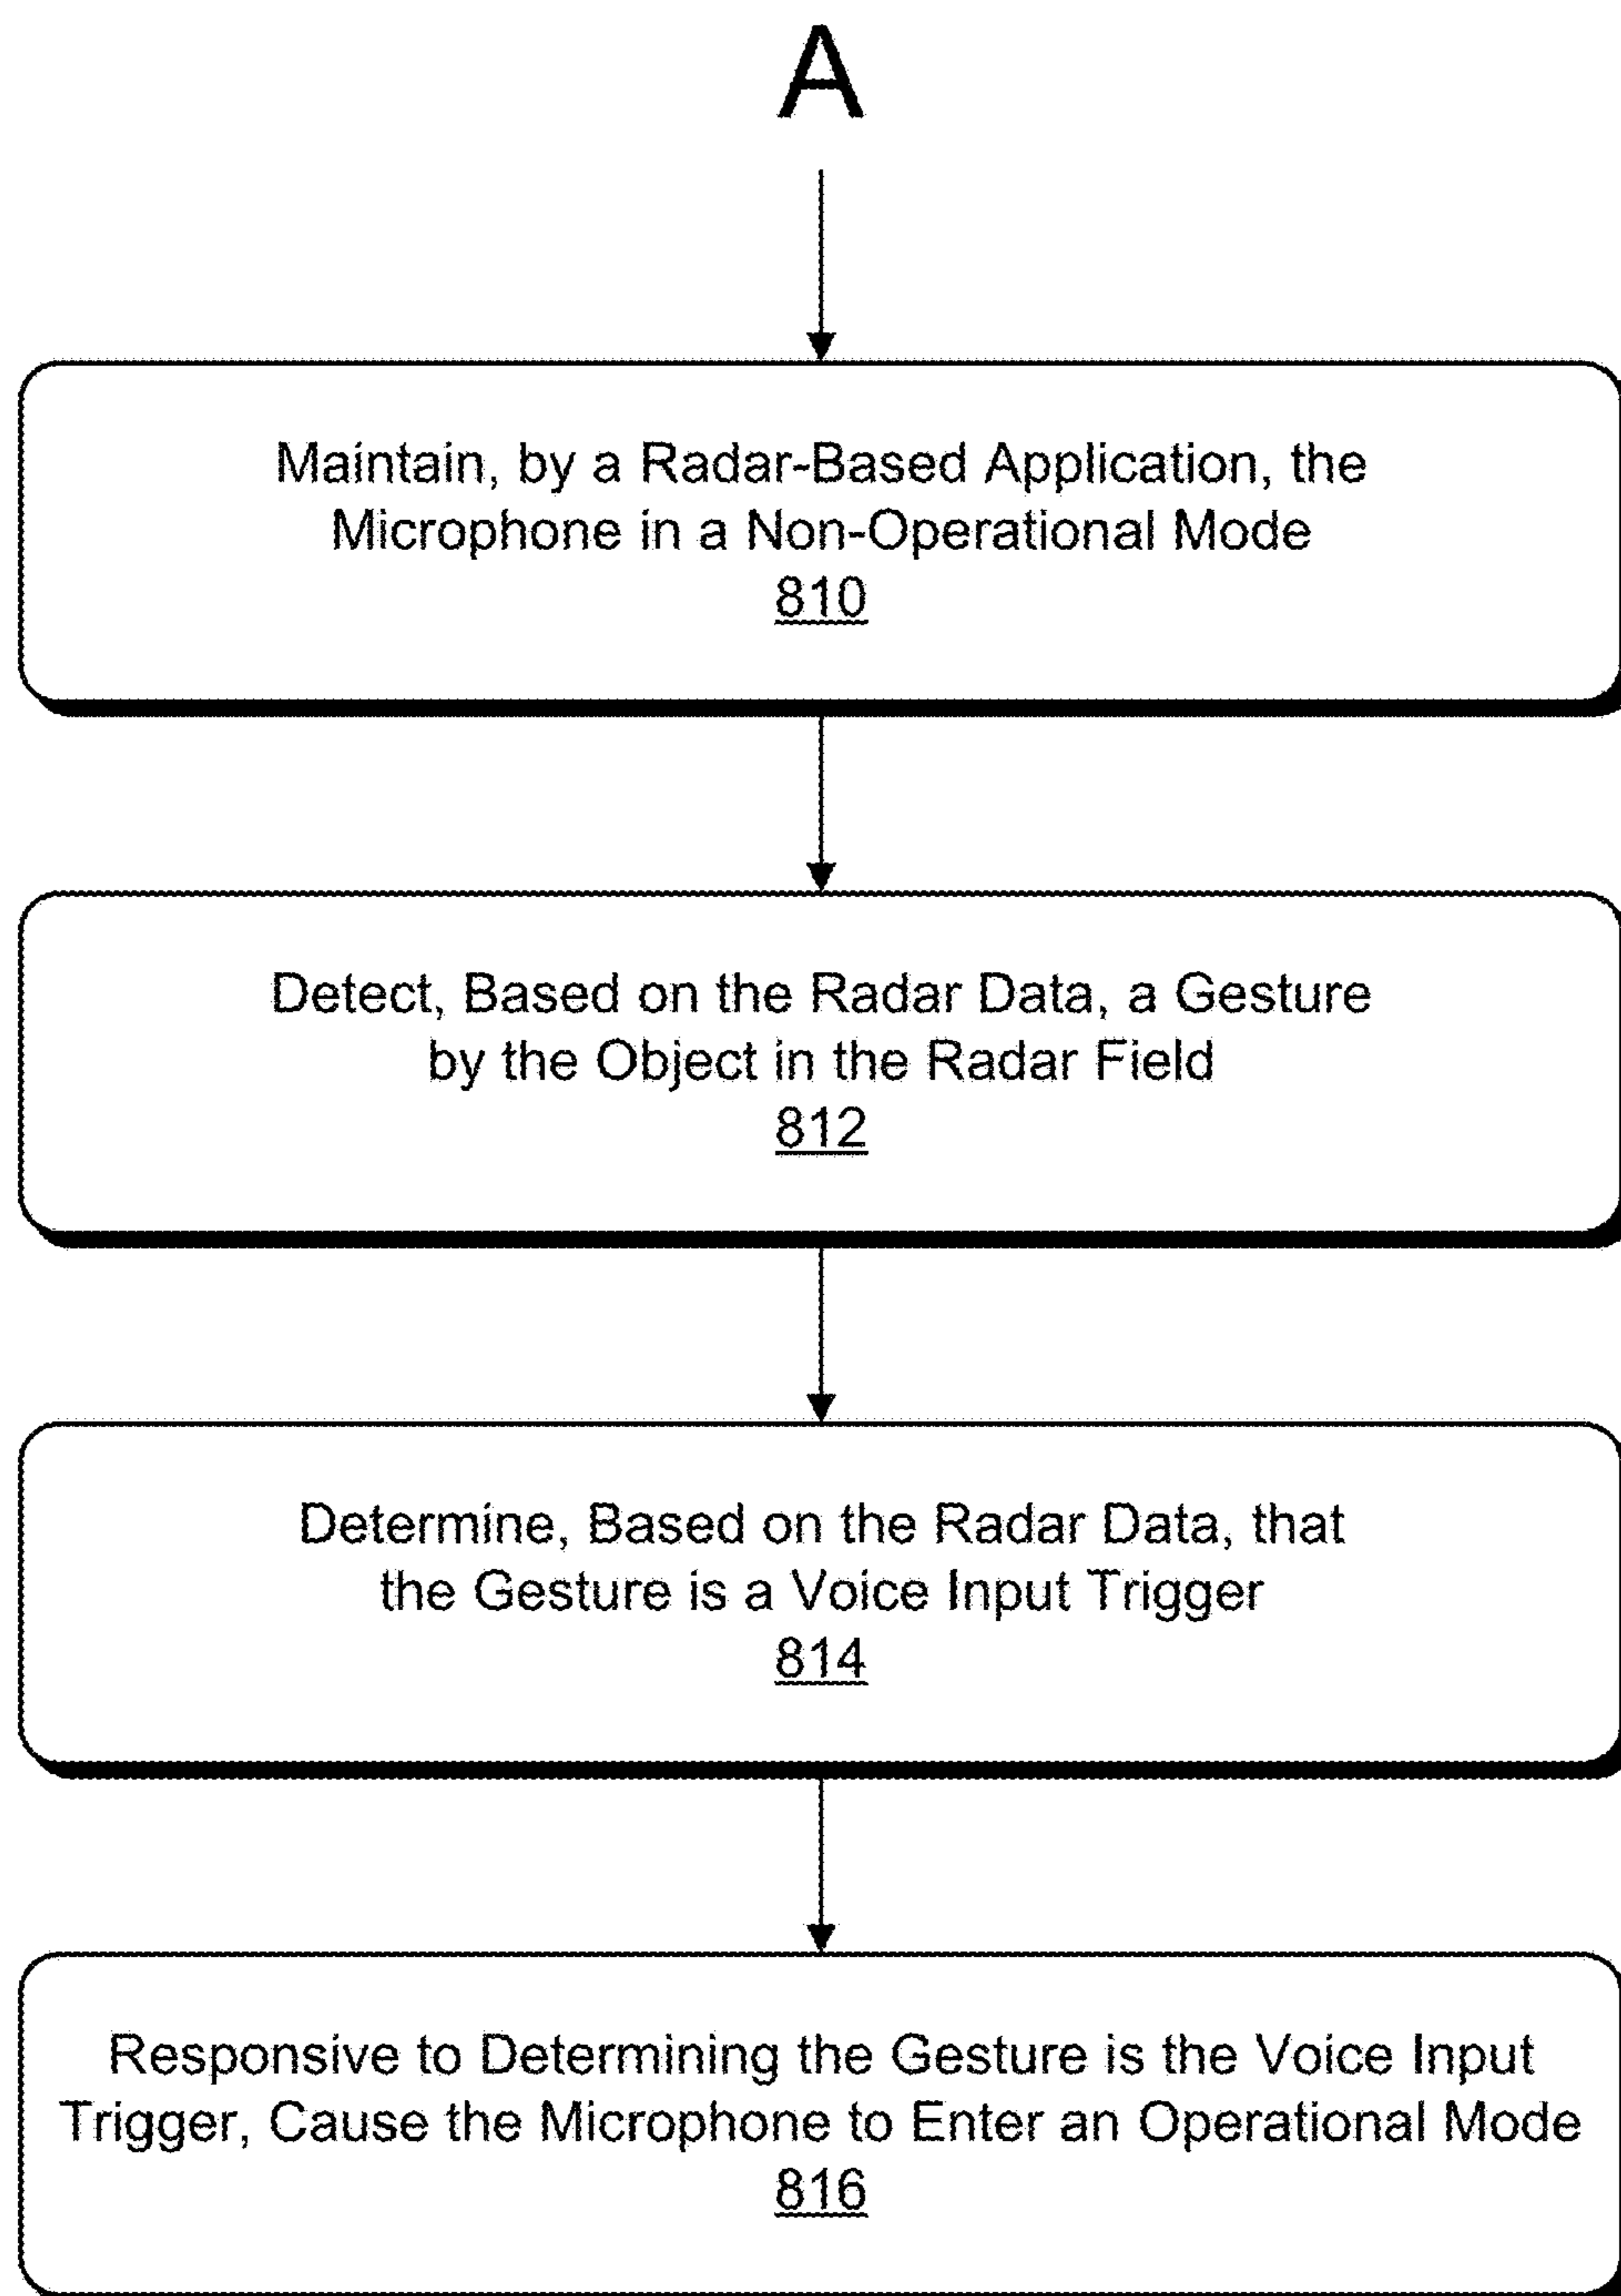 A
Maintain, by a Radar-Based Application, the
Microphone in a Non-Operational Mode
810
Detect, Based on the Radar Data, a Gesture
by the Object in the Radar Field
812
Determine, Based on the Radar Data, that
the Gesture is a Voice Input Trigger
814
Responsive to Determining the Gesture is the Voice Input
Trigger, Cause the Microphone to Enter an Operational Mode
816